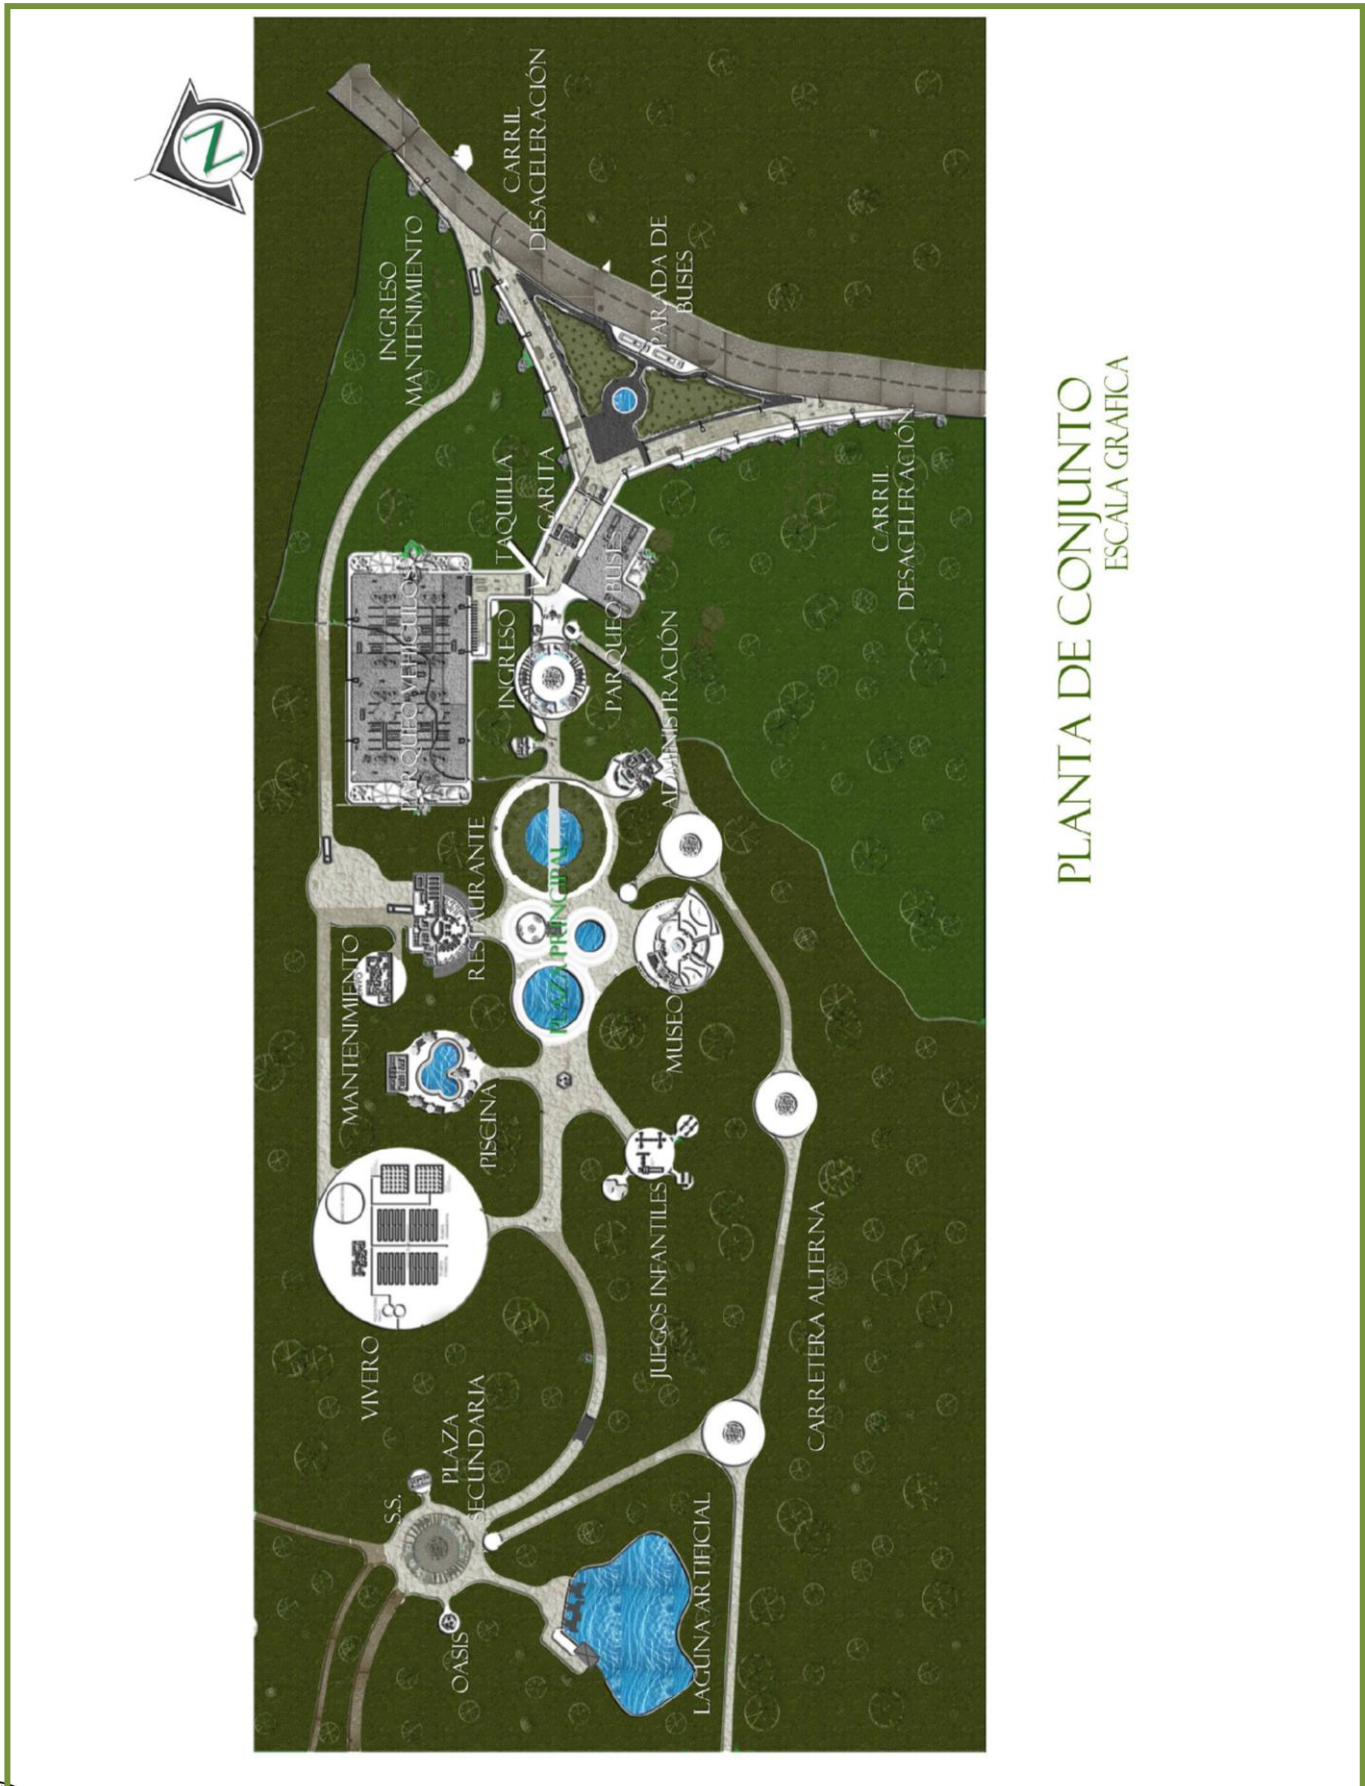 N
CARRIL
DESACELERACIÓN
INGRESO
MANTENIMIENTO
PARADA DE
BUSES
TAQUILLA
GARITA
CARRIL
DESACELERACIÓN
PARQUEO VEHICULOS
INGRESO
PARQUEO BUSES
ADMINISTRACIÓN
RESTAURANTE
PLAZA PRINCIPAL
MANTENIMIENTO
MUSEO
PISCINA
JUEGOS INFANTILES
CARRETERA ALTERNA
VIVERO
PLAZA
SECUNDARIA
S.S.
OASIS
LAGUNA ARTIFICIAL
PLANTA DE CONJUNTO
ESCALA GRAFICA